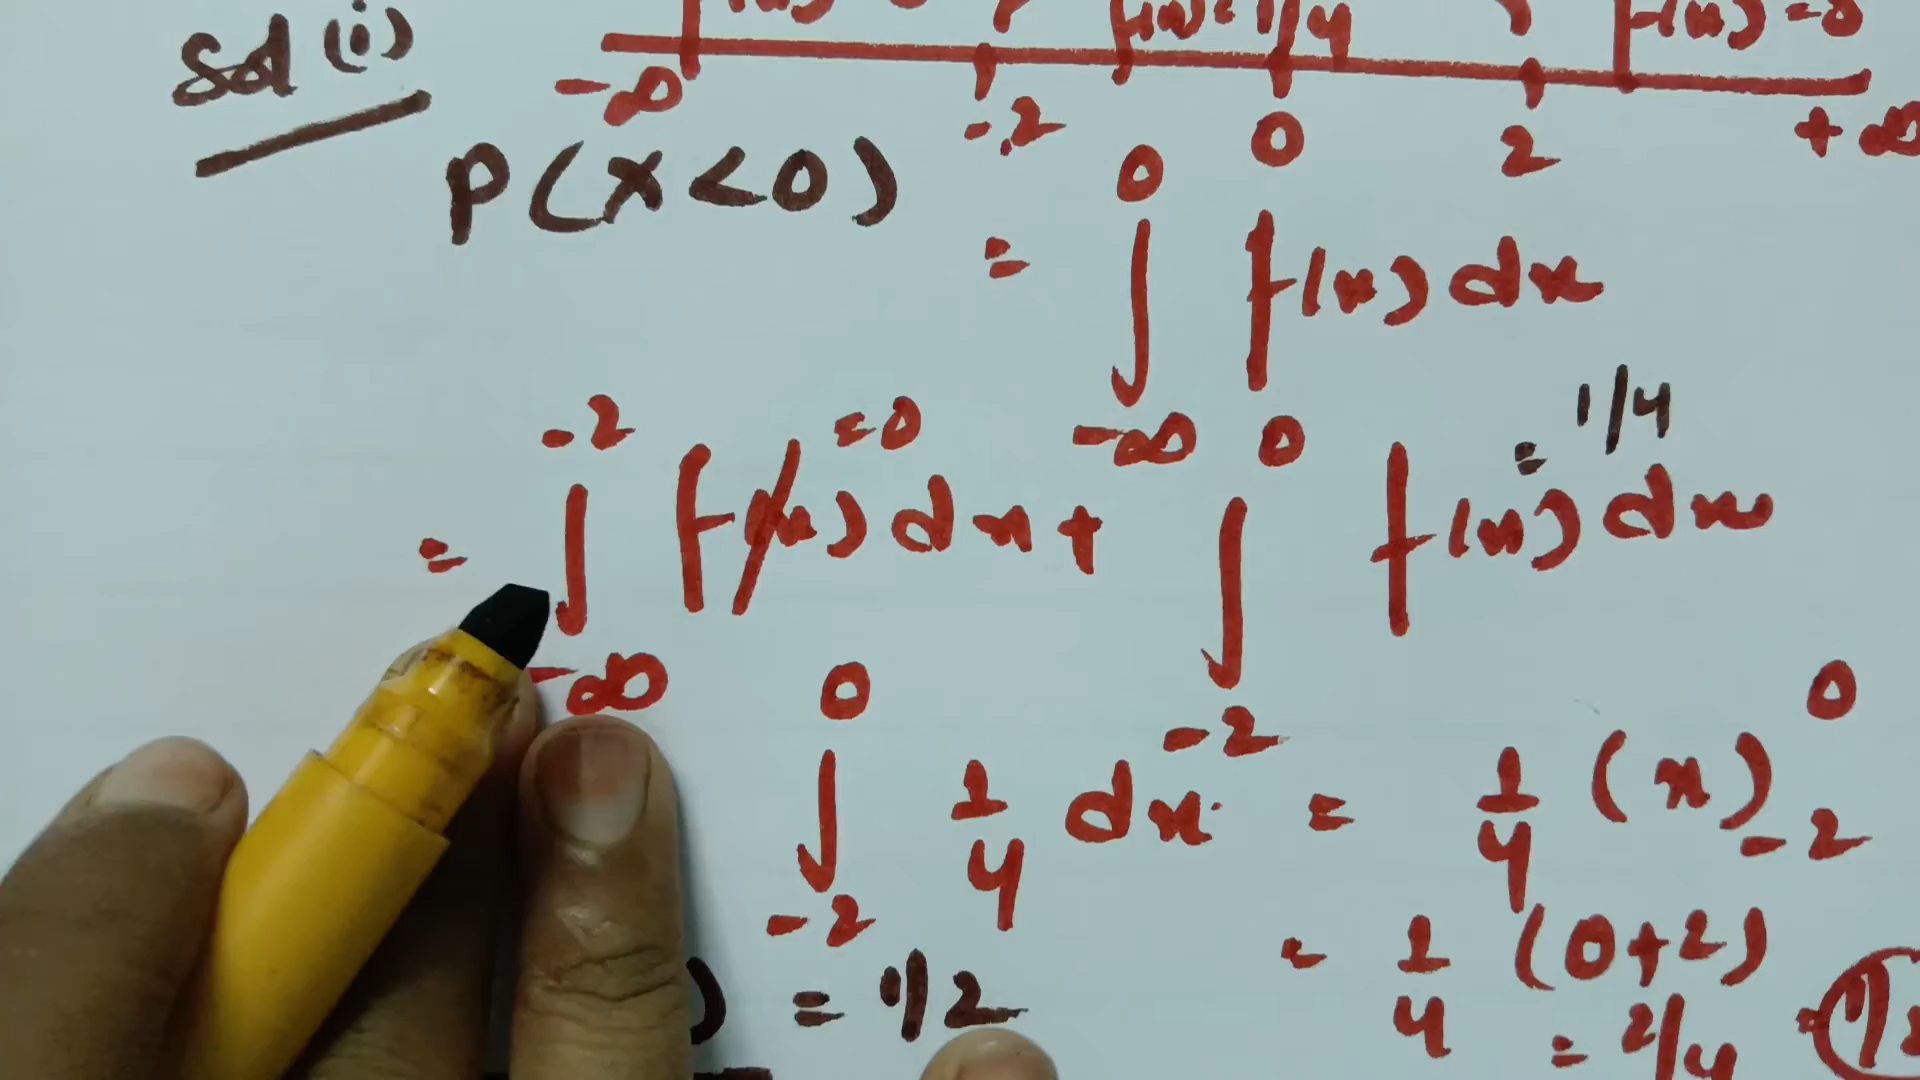 Sol (i)
f(x)=1/4 f(x)=0
-∞ -2 0 2 +∞
P(X<0)
= ∫_{-∞}^{0} f(x) dx
= ∫_{-∞}^{-2} f(x) dx + ∫_{-2}^{0} f(x) dx
=0 = 1/4
∫_{-2}^{0} 1/4 dx = 1/4 (x)_{-2}^{0}
= 1/4 (0+2)
) = 1/2
= 2/4